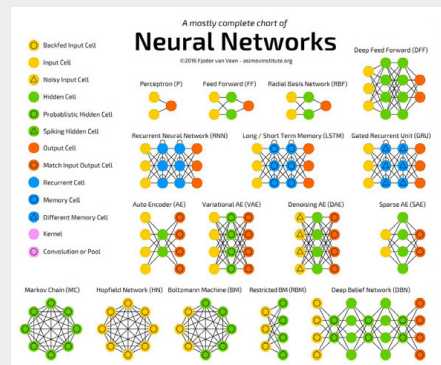 A mostly complete chart of
Neural Networks
©2016 Fjodor van Veen - asimovinstitute.org
Backfed Input Cell
Input Cell
Noisy Input Cell
Hidden Cell
Probablistic Hidden Cell
Spiking Hidden Cell
Output Cell
Match Input Output Cell
Recurrent Cell
Memory Cell
Different Memory Cell
Kernel
Convolution or Pool
Deep Feed Forward (DFF)
Perceptron (P)
Feed Forward (FF)
Radial Basis Network (RBF)
Recurrent Neural Network (RNN)
Long / Short Term Memory (LSTM)
Gated Recurrent Unit (GRU)
Auto Encoder (AE)
Variational AE (VAE)
Denoising AE (DAE)
Sparse AE (SAE)
Markov Chain (MC)
Hopfield Network (HN)
Boltzmann Machine (BM)
Restricted BM (RBM)
Deep Belief Network (DBN)